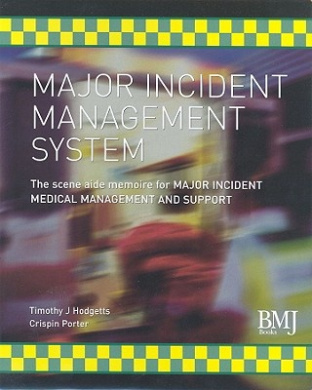 MAJOR INCIDENT
MANAGEMENT
SYSTEM
The scene aide memoire for MAJOR INCIDENT
MEDICAL MANAGEMENT AND SUPPORT
Timothy J Hodgetts
Crispin Porter
BMJ
Books